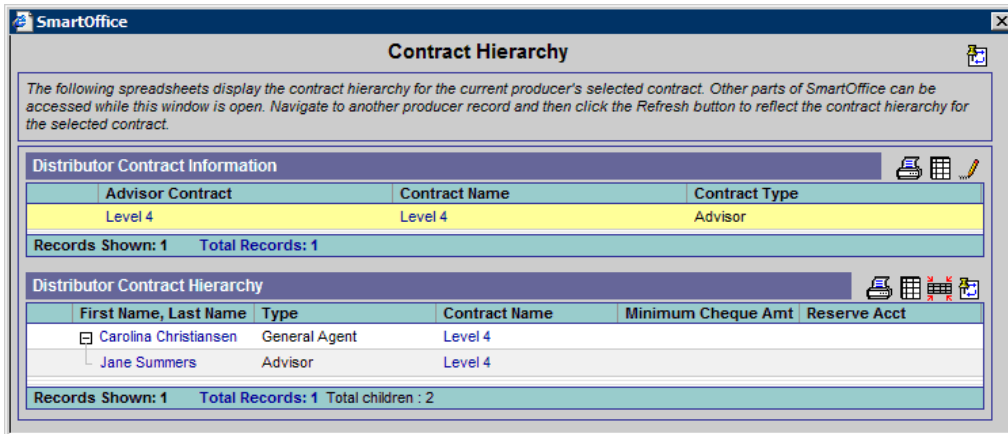 SmartOffice
Contract Hierarchy
The following spreadsheets display the contract hierarchy for the current producer's selected contract. Other parts of SmartOffice can be
accessed while this window is open. Navigate to another producer record and then click the Refresh button to reflect the contract hierarchy for
the selected contract.
Distributor Contract Information
Advisor Contract Contract Name Contract Type
Level 4 Level 4 Advisor
Records Shown: 1 Total Records: 1
Distributor Contract Hierarchy
First Name, Last Name Type Contract Name Minimum Cheque Amt Reserve Acct
Carolina Christiansen General Agent Level 4
Jane Summers Advisor Level 4
Records Shown: 1 Total Records: 1 Total children : 2